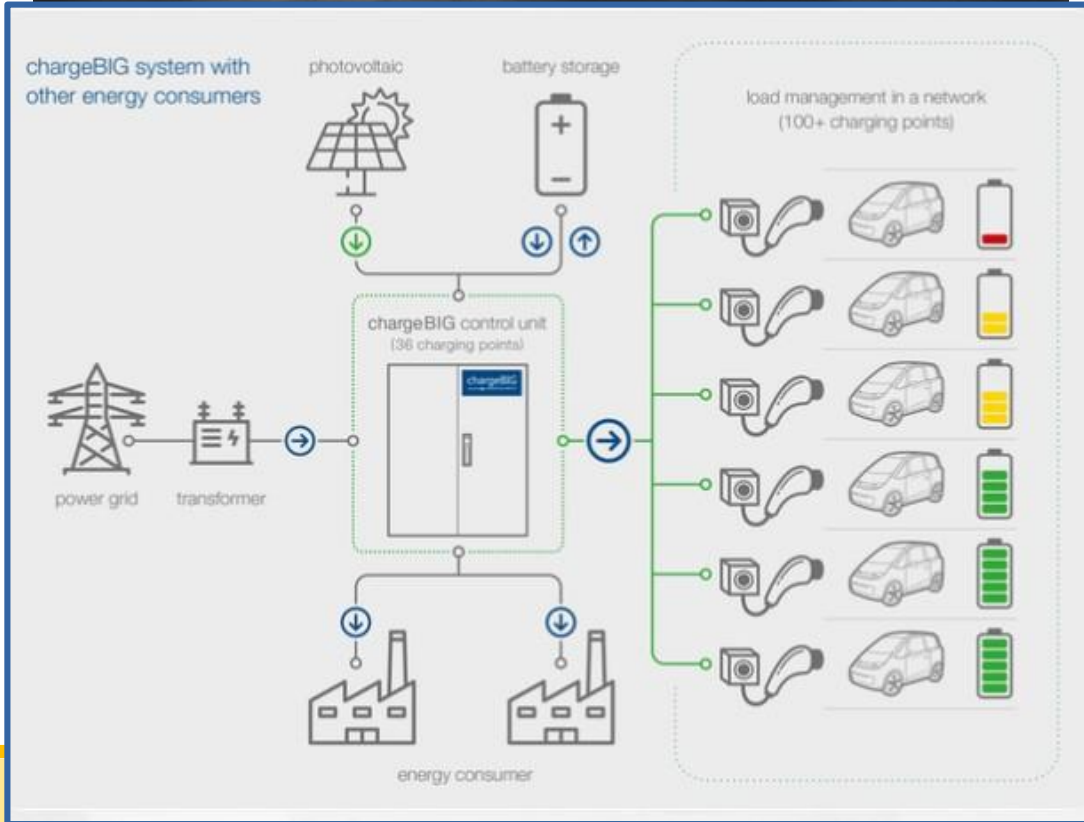 chargeBIG system with
other energy consumers
photovoltaic
battery storage
load management in a network
(100+ charging points)
chargeBIG control unit
(36 charging points)
chargeBIG
power grid
transformer
energy consumer